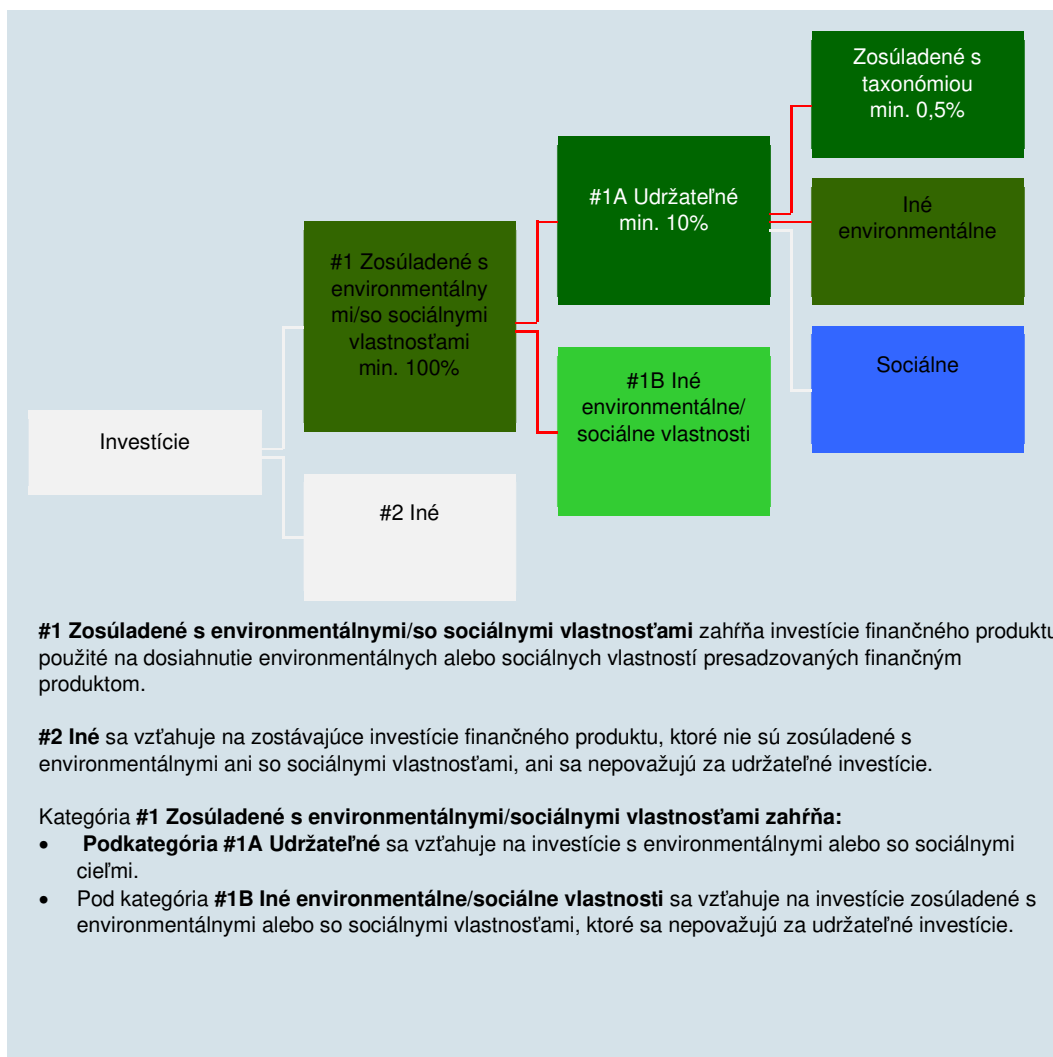 Zosúladené s
taxonómiou
min. 0,5%
#1A Udržateľné
min. 10%
Iné
environmentálne
#1 Zosúladené s
environmentálny
mi/so sociálnymi
vlastnosťami
min. 100%
Sociálne
#1B Iné
environmentálne/
sociálne vlastnosti
Investície
#2 Iné
#1 Zosúladené s environmentálnymi/so sociálnymi vlastnosťami zahŕňa investície finančného produktu
použité na dosiahnutie environmentálnych alebo sociálnych vlastností presadzovaných finančným
produktom.
#2 Iné sa vzťahuje na zostávajúce investície finančného produktu, ktoré nie sú zosúladené s
environmentálnymi ani so sociálnymi vlastnosťami, ani sa nepovažujú za udržateľné investície.
Kategória #1 Zosúladené s environmentálnymi/sociálnymi vlastnosťami zahŕňa:
• Podkategória #1A Udržateľné sa vzťahuje na investície s environmentálnymi alebo so sociálnymi
cieľmi.
• Pod kategória #1B Iné environmentálne/sociálne vlastnosti sa vzťahuje na investície zosúladené s
environmentálnymi alebo so sociálnymi vlastnosťami, ktoré sa nepovažujú za udržateľné investície.